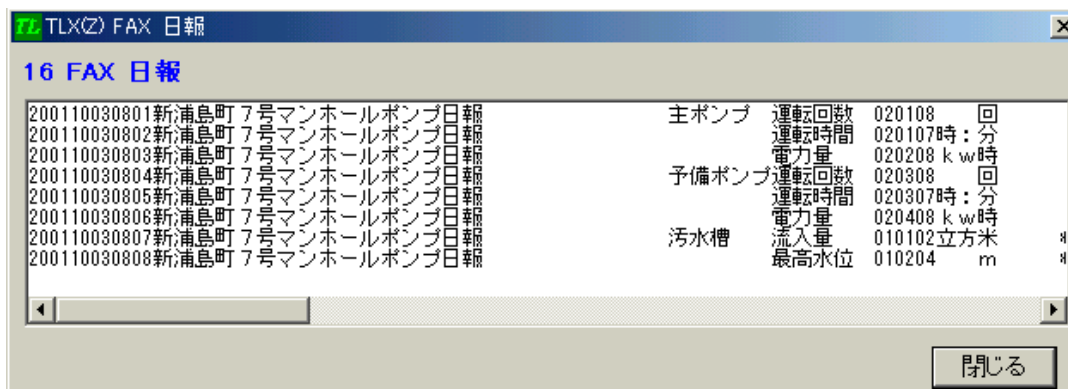 TL TLX(Z) FAX 日報
16 FAX 日報
200110030801新浦島町７号マンホールポンプ日報 主ポンプ 運転回数 020108 回
200110030802新浦島町７号マンホールポンプ日報 運転時間 020107時：分
200110030803新浦島町７号マンホールポンプ日報 電力量 020208ｋｗ時
200110030804新浦島町７号マンホールポンプ日報 予備ポンプ運転回数 020308 回
200110030805新浦島町７号マンホールポンプ日報 運転時間 020307時：分
200110030806新浦島町７号マンホールポンプ日報 電力量 020408ｋｗ時
200110030807新浦島町７号マンホールポンプ日報 汚水槽 流入量 010102立方米
200110030808新浦島町７号マンホールポンプ日報 最高水位 010204 ｍ
閉じる